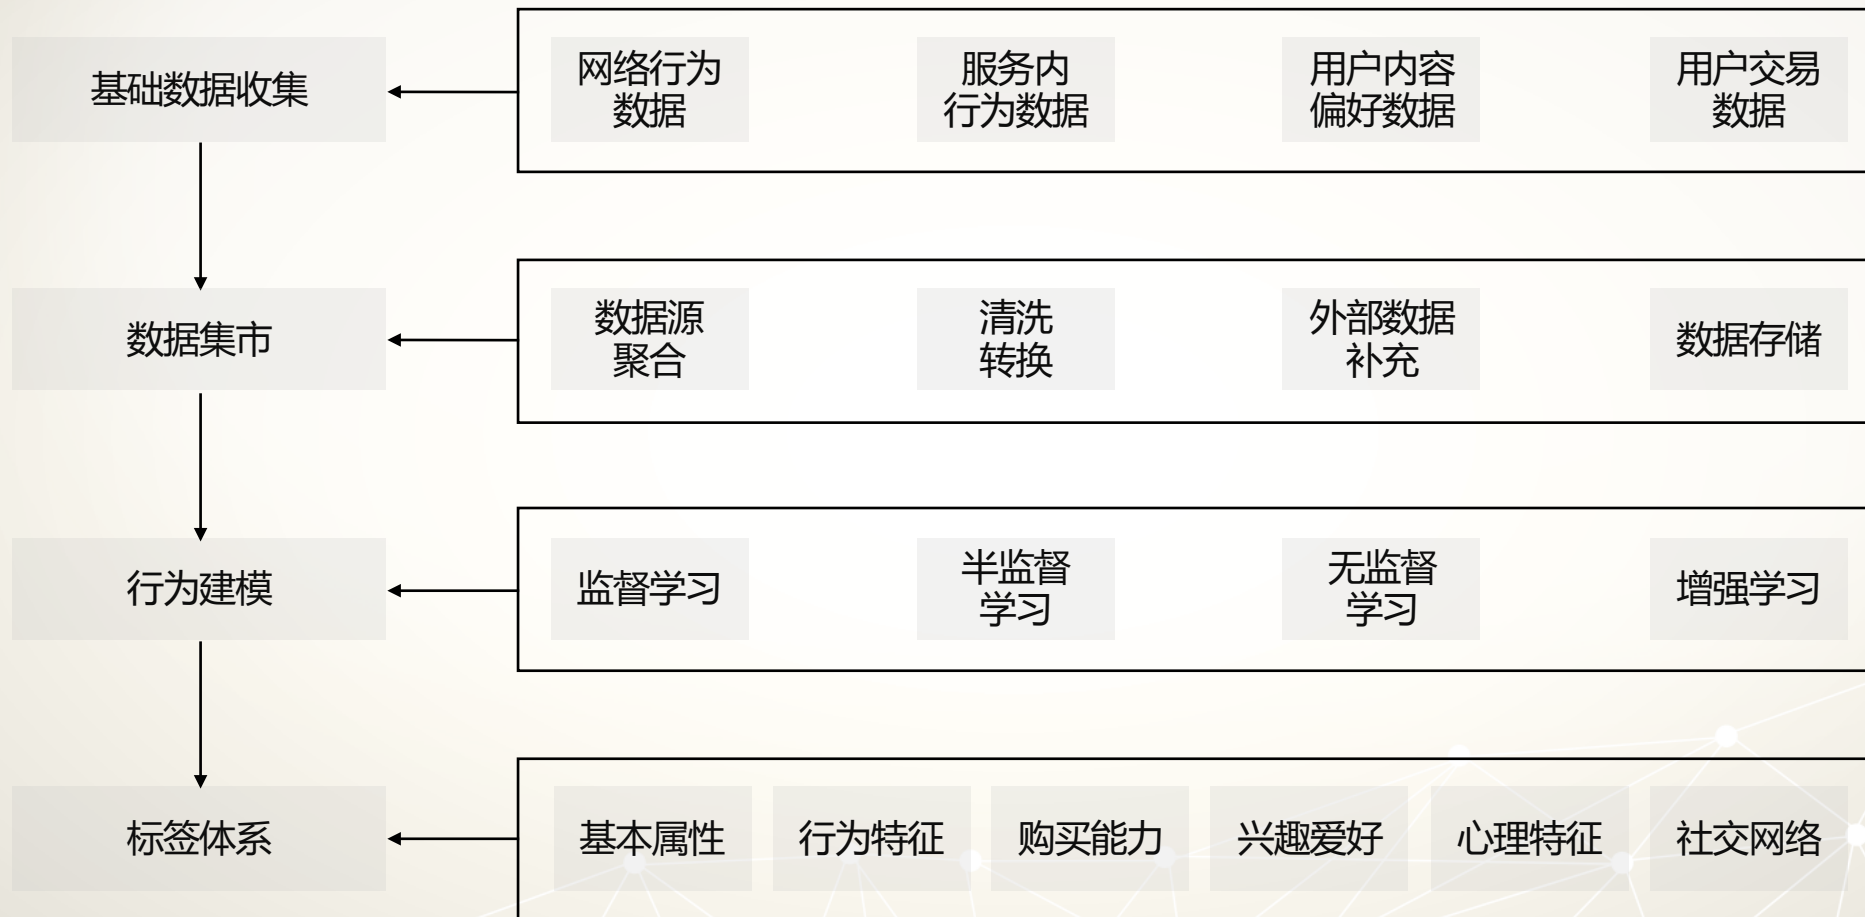 基础数据收集
网络行为
数据
服务内
行为数据
用户内容
偏好数据
用户交易
数据
数据集市
数据源
聚合
清洗
转换
外部数据
补充
数据存储
行为建模
监督学习
半监督
学习
无监督
学习
增强学习
标签体系
基本属性
行为特征
购买能力
兴趣爱好
心理特征
社交网络